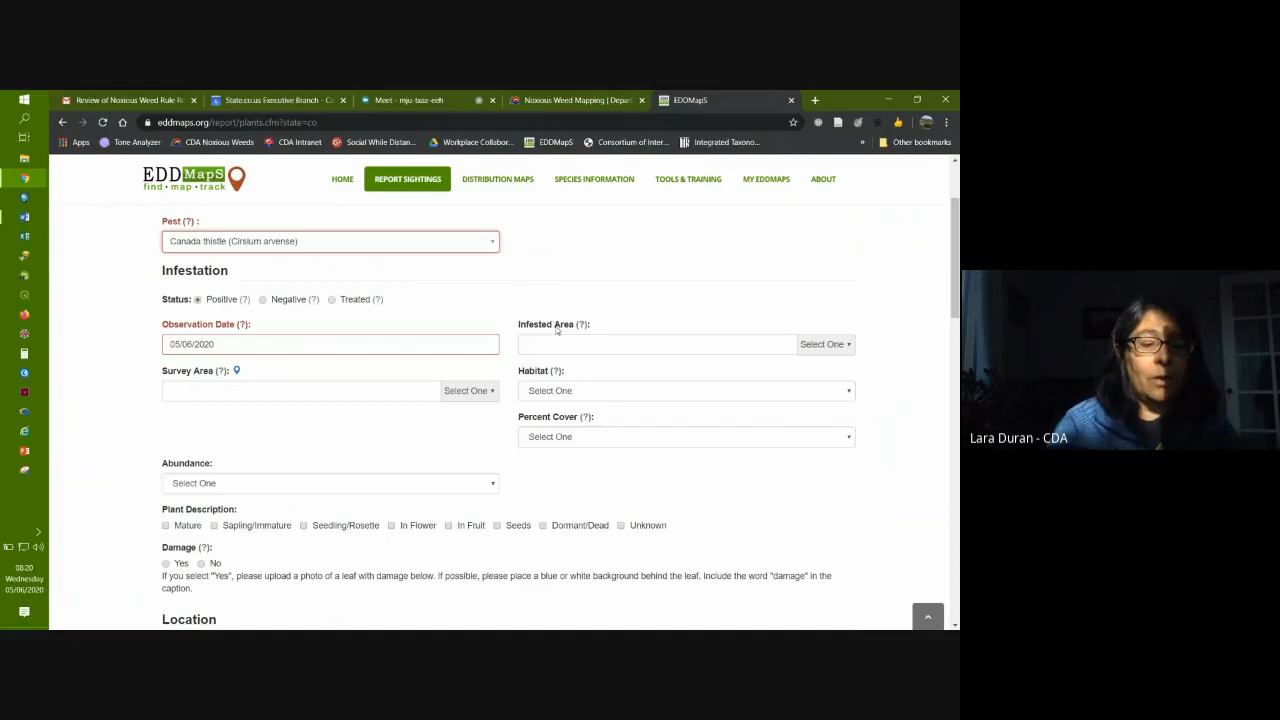 Review of Noxious Weed Rule R
State.co.us Executive Branch - Ca
Meet - mju-txaz-eeh
Noxious Weed Mapping | Depar
EDDMapS
eddmaps.org/report/plants.cfm?state=co
Apps
Tone Analyzer
CDA Noxious Weeds
CDA Intranet
Social While Distan...
Workplace Collabor...
EDDMapS
Consortium of Inter...
Integrated Taxono...
Other bookmarks
EDDMapS
find • map • track
HOME
REPORT SIGHTINGS
DISTRIBUTION MAPS
SPECIES INFORMATION
TOOLS & TRAINING
MY EDDMAPS
ABOUT
Pest (?) :
Canada thistle (Cirsium arvense)
Infestation
Status: Positive (?) Negative (?) Treated (?)
Observation Date (?):
Infested Area (?):
05/06/2020
Select One
Survey Area (?):
Habitat (?):
Select One
Select One
Percent Cover (?):
Select One
Abundance:
Select One
Plant Description:
Mature Sapling/Immature Seedling/Rosette In Flower In Fruit Seeds Dormant/Dead Unknown
Damage (?):
Yes No
If you select "Yes", please upload a photo of a leaf with damage below. If possible, please place a blue or white background behind the leaf. Include the word "damage" in the
caption.
Location
08:20
Wednesday
05/06/2020
Lara Duran - CDA